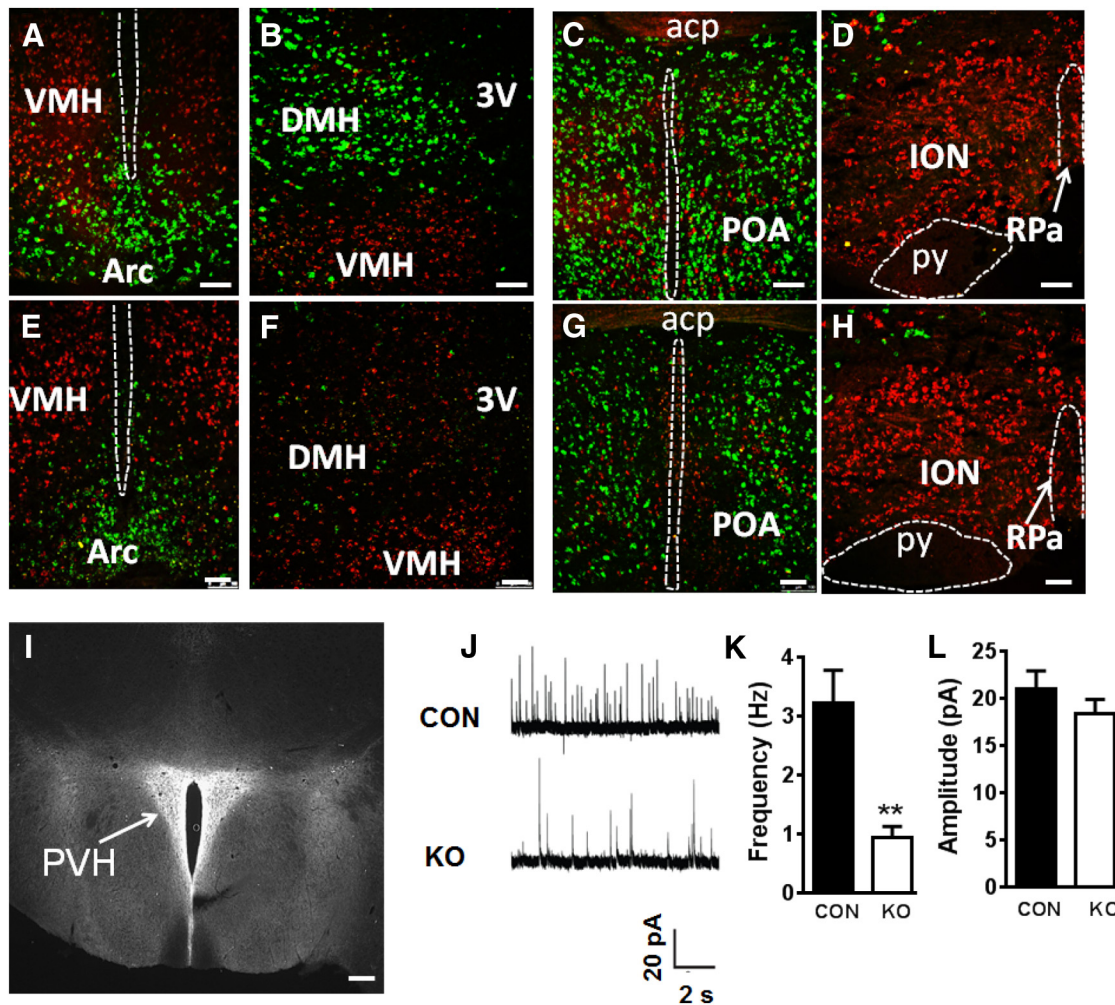 A
VMH
Arc
B
DMH
3V
VMH
C
acp
POA
D
ION
RPa
py
E
VMH
Arc
F
3V
DMH
VMH
G
acp
POA
H
ION
RPa
py
I
PVH
J
CON
KO
20 pA
2 s
K
Frequency (Hz)
4
3
2
1
0
**
CON KO
L
Amplitude (pA)
25
20
15
10
5
0
CON KO